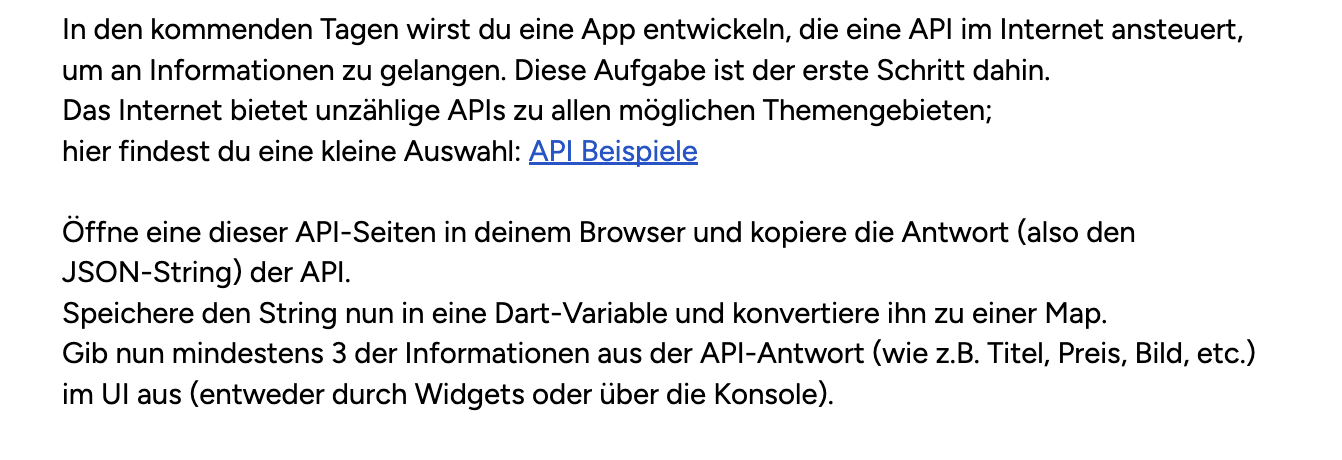 In den kommenden Tagen wirst du eine App entwickeln, die eine API im Internet ansteuert,
um an Informationen zu gelangen. Diese Aufgabe ist der erste Schritt dahin.
Das Internet bietet unzählige APIs zu allen möglichen Themengebieten;
hier findest du eine kleine Auswahl: API Beispiele
Öffne eine dieser API-Seiten in deinem Browser und kopiere die Antwort (also den
JSON-String) der API.
Speichere den String nun in eine Dart-Variable und konvertiere ihn zu einer Map.
Gib nun mindestens 3 der Informationen aus der API-Antwort (wie z.B. Titel, Preis, Bild, etc.)
im UI aus (entweder durch Widgets oder über die Konsole).